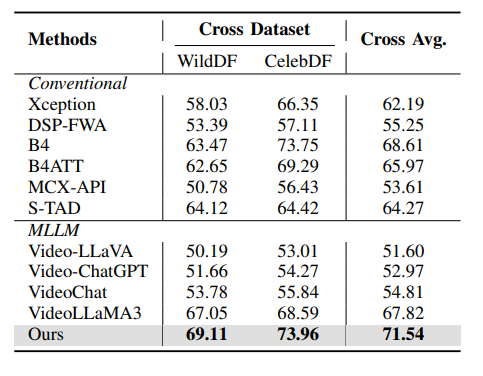 Methods Cross Dataset Cross Avg.
WildDF CelebDF
Conventional
Xception 58.03 66.35 62.19
DSP-FWA 53.39 57.11 55.25
B4 63.47 73.75 68.61
B4ATT 62.65 69.29 65.97
MCX-API 50.78 56.43 53.61
S-TAD 64.12 64.42 64.27
MLLM
Video-LLaVA 50.19 53.01 51.60
Video-ChatGPT 51.66 54.27 52.97
VideoChat 53.78 55.84 54.81
VideoLLaMA3 67.05 68.59 67.82
Ours 69.11 73.96 71.54